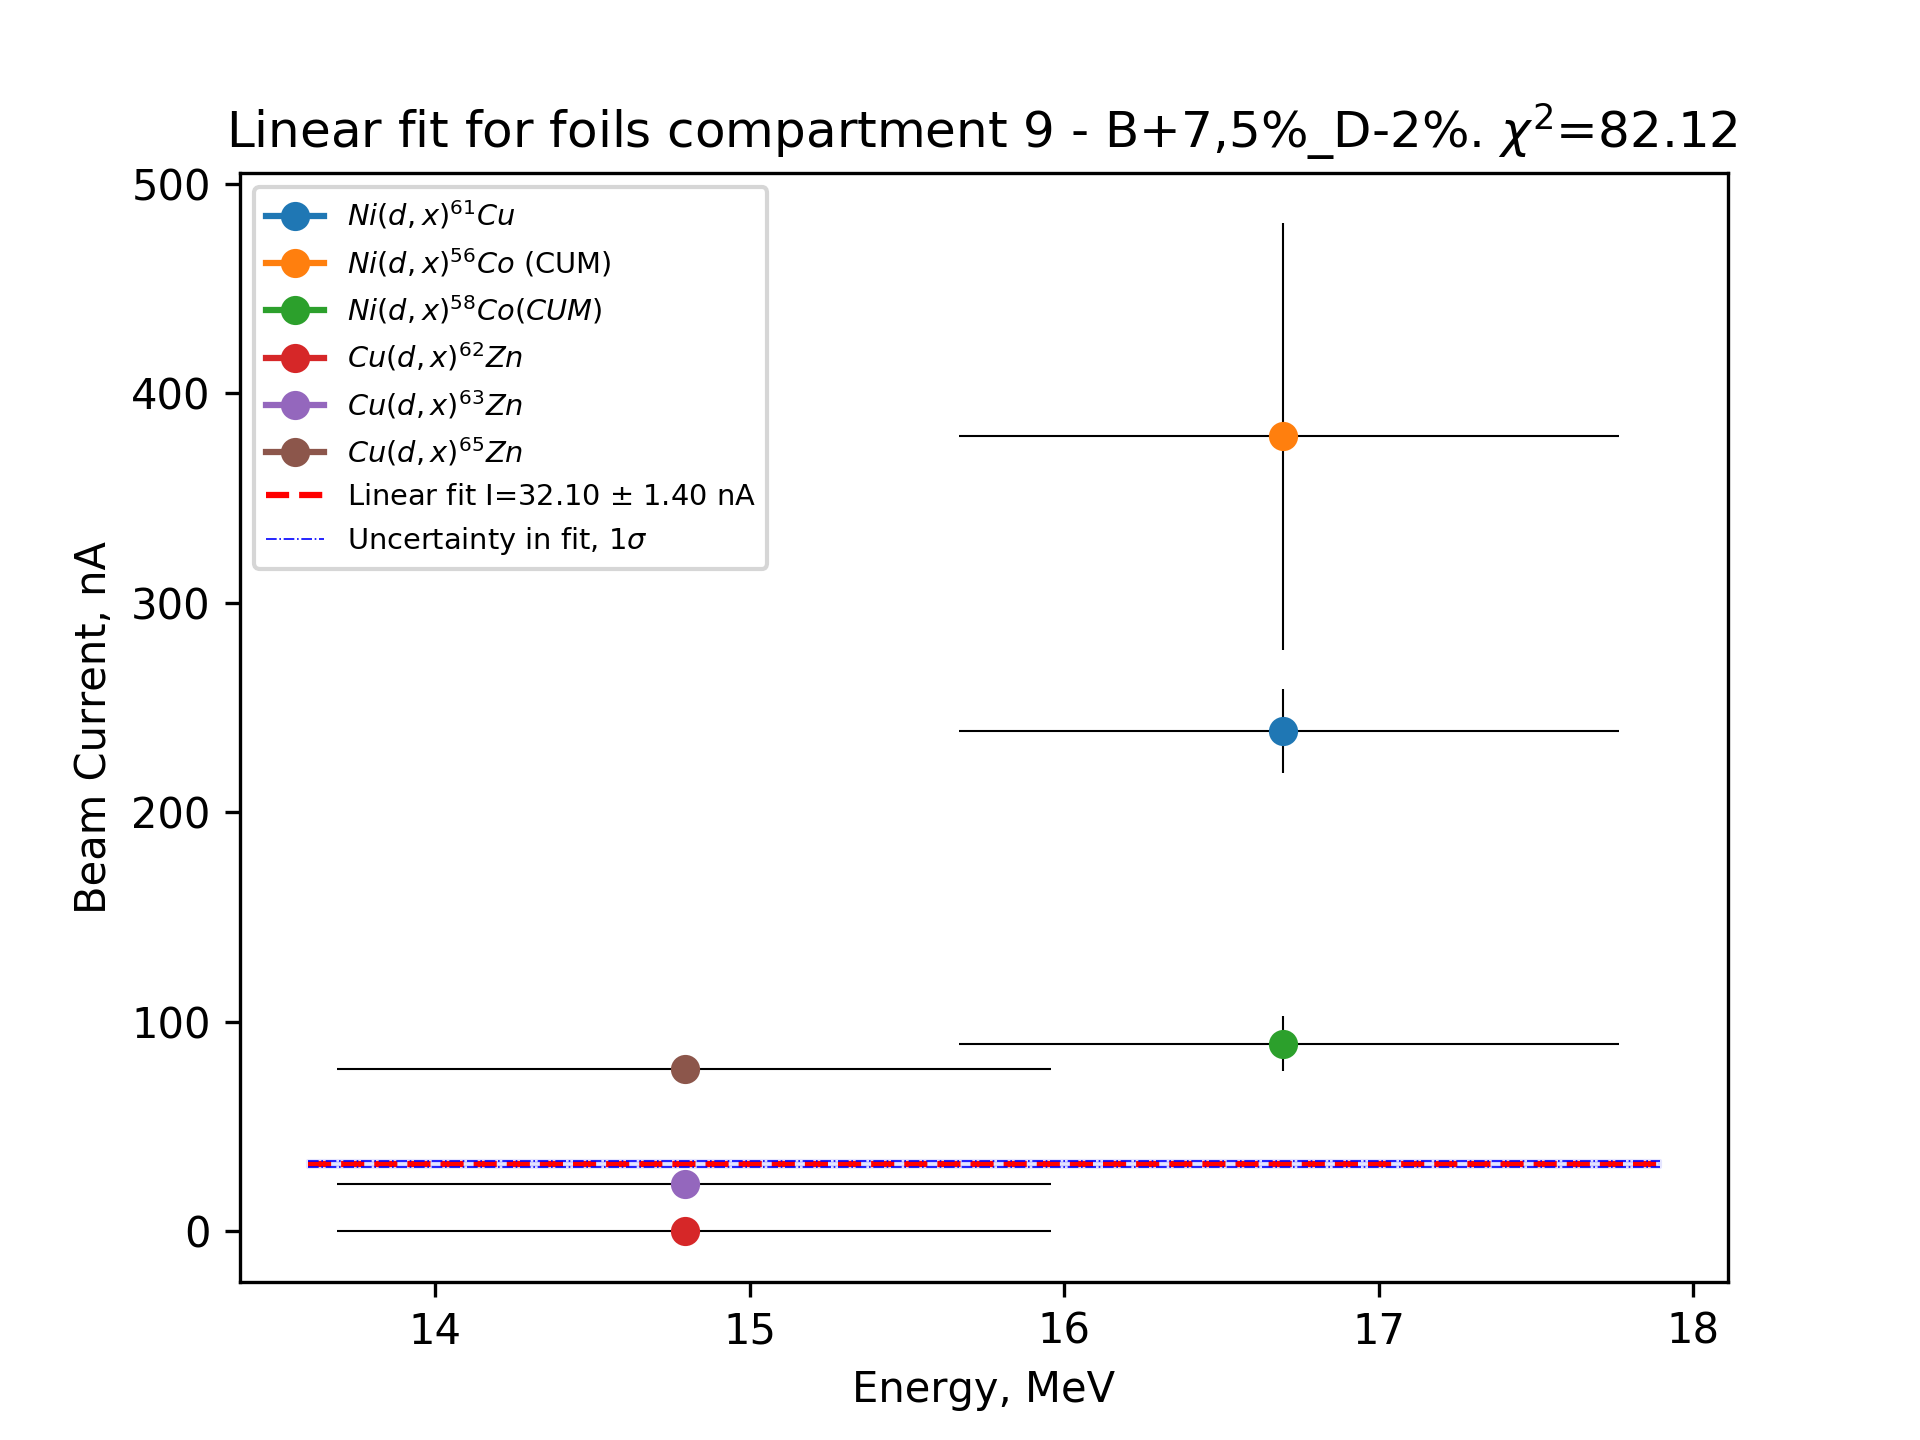 Linear fit for foils compartment 9 - B+7,5%_D-2%. χ²=82.12
500
400
300
200
100
0
Beam Current, nA
Ni(d, x)⁶¹Cu
Ni(d, x)⁵⁶Co (CUM)
Ni(d, x)⁵⁸Co(CUM)
Cu(d, x)⁶²Zn
Cu(d, x)⁶³Zn
Cu(d, x)⁶⁵Zn
Linear fit I=32.10 ± 1.40 nA
Uncertainty in fit, 1σ
14 15 16 17 18
Energy, MeV